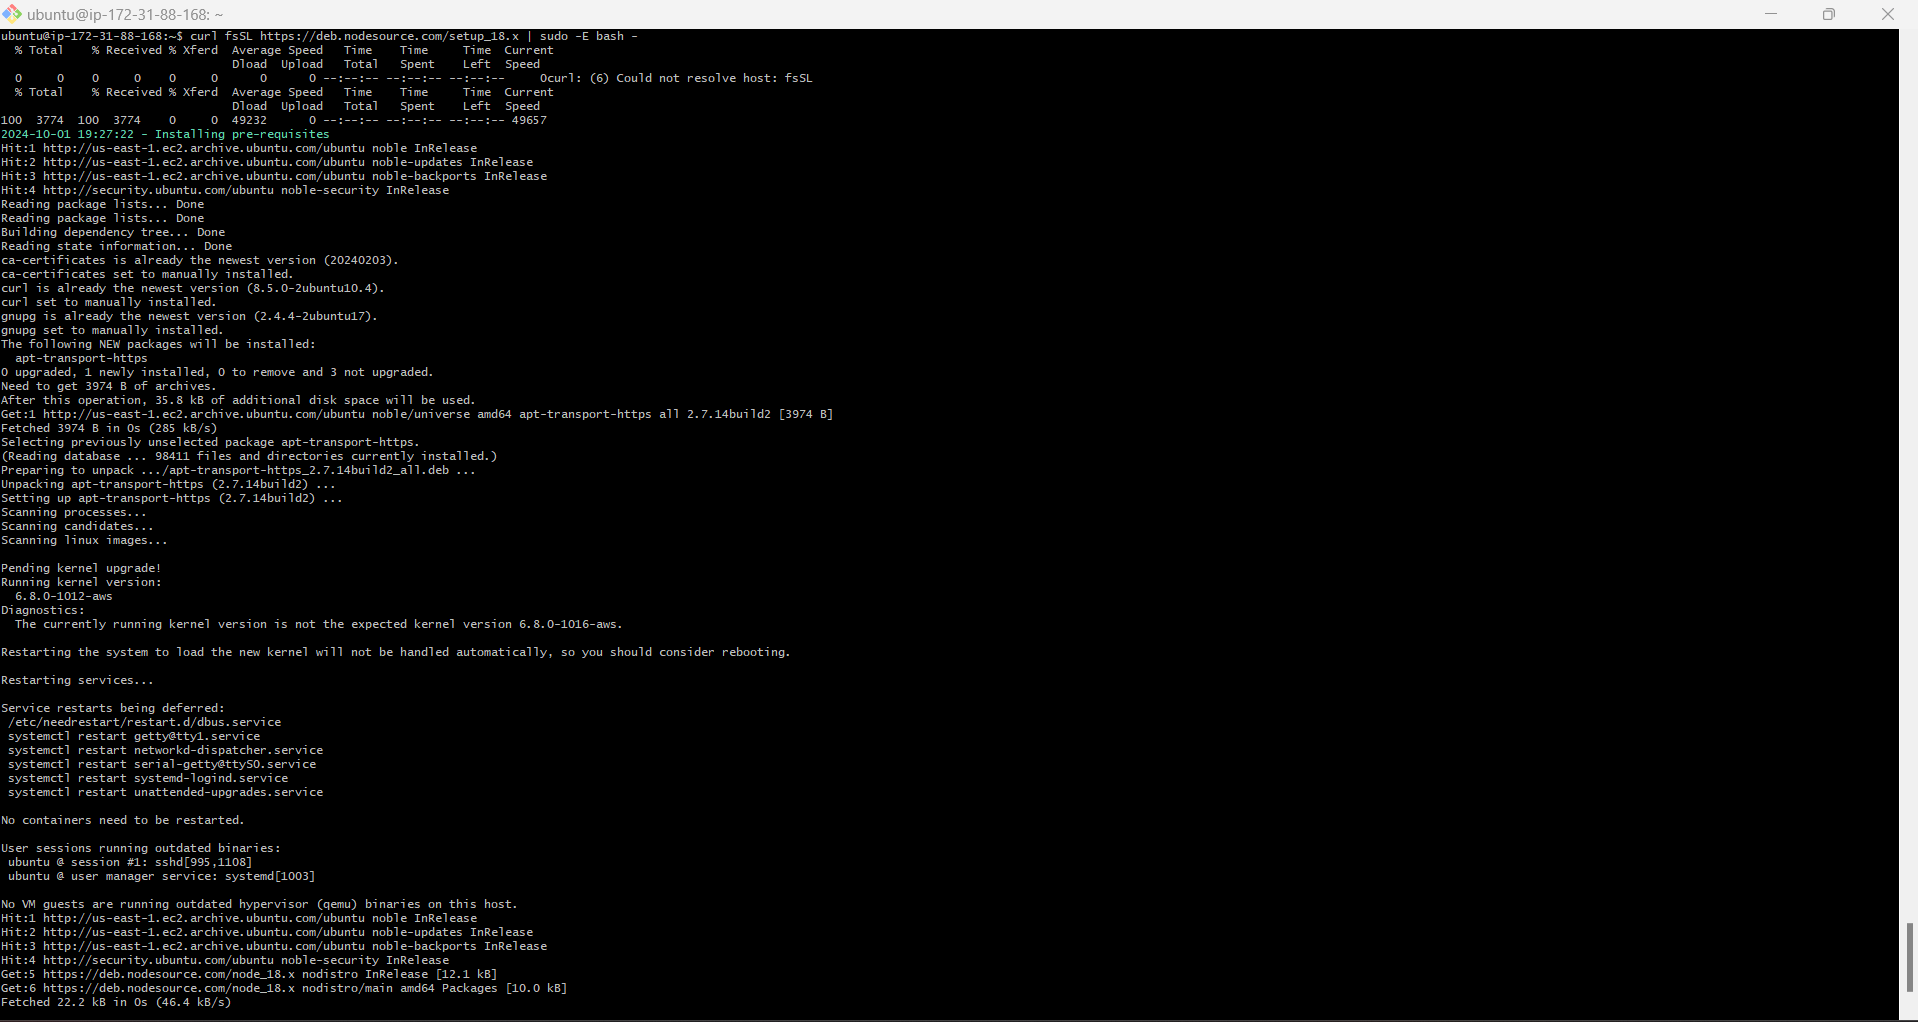 ubuntu@ip-172-31-88-168: ~
ubuntu@ip-172-31-88-168:~$ curl fsSL https://deb.nodesource.com/setup_18.x | sudo -E bash -
  % Total    % Received % Xferd  Average Speed   Time    Time     Time  Current
                                 Dload  Upload   Total   Spent    Left  Speed
  0     0    0     0    0     0      0      0 --:--:-- --:--:-- --:--:--     0curl: (6) Could not resolve host: fsSL
  % Total    % Received % Xferd  Average Speed   Time    Time     Time  Current
                                 Dload  Upload   Total   Spent    Left  Speed
100  3774  100  3774    0     0  49232      0 --:--:-- --:--:-- --:--:-- 49657
2024-10-01 19:27:22 - Installing pre-requisites
Hit:1 http://us-east-1.ec2.archive.ubuntu.com/ubuntu noble InRelease
Hit:2 http://us-east-1.ec2.archive.ubuntu.com/ubuntu noble-updates InRelease
Hit:3 http://us-east-1.ec2.archive.ubuntu.com/ubuntu noble-backports InRelease
Hit:4 http://security.ubuntu.com/ubuntu noble-security InRelease
Reading package lists... Done
Reading package lists... Done
Building dependency tree... Done
Reading state information... Done
ca-certificates is already the newest version (20240203).
ca-certificates set to manually installed.
curl is already the newest version (8.5.0-2ubuntu10.4).
curl set to manually installed.
gnupg is already the newest version (2.4.4-2ubuntu17).
gnupg set to manually installed.
The following NEW packages will be installed:
  apt-transport-https
0 upgraded, 1 newly installed, 0 to remove and 3 not upgraded.
Need to get 3974 B of archives.
After this operation, 35.8 kB of additional disk space will be used.
Get:1 http://us-east-1.ec2.archive.ubuntu.com/ubuntu noble/universe amd64 apt-transport-https all 2.7.14build2 [3974 B]
Fetched 3974 B in 0s (285 kB/s)
Selecting previously unselected package apt-transport-https.
(Reading database ... 98411 files and directories currently installed.)
Preparing to unpack .../apt-transport-https_2.7.14build2_all.deb ...
Unpacking apt-transport-https (2.7.14build2) ...
Setting up apt-transport-https (2.7.14build2) ...
Scanning processes...
Scanning candidates...
Scanning linux images...
Pending kernel upgrade!
Running kernel version:
  6.8.0-1012-aws
Diagnostics:
  The currently running kernel version is not the expected kernel version 6.8.0-1016-aws.
Restarting the system to load the new kernel will not be handled automatically, so you should consider rebooting.
Restarting services...
Service restarts being deferred:
 /etc/needrestart/restart.d/dbus.service
 systemctl restart getty@tty1.service
 systemctl restart networkd-dispatcher.service
 systemctl restart serial-getty@ttyS0.service
 systemctl restart systemd-logind.service
 systemctl restart unattended-upgrades.service
No containers need to be restarted.
User sessions running outdated binaries:
 ubuntu @ session #1: sshd[995,1108]
 ubuntu @ user manager service: systemd[1003]
No VM guests are running outdated hypervisor (qemu) binaries on this host.
Hit:1 http://us-east-1.ec2.archive.ubuntu.com/ubuntu noble InRelease
Hit:2 http://us-east-1.ec2.archive.ubuntu.com/ubuntu noble-updates InRelease
Hit:3 http://us-east-1.ec2.archive.ubuntu.com/ubuntu noble-backports InRelease
Hit:4 http://security.ubuntu.com/ubuntu noble-security InRelease
Get:5 https://deb.nodesource.com/node_18.x nodistro InRelease [12.1 kB]
Get:6 https://deb.nodesource.com/node_18.x nodistro/main amd64 Packages [10.0 kB]
Fetched 22.2 kB in 0s (46.4 kB/s)